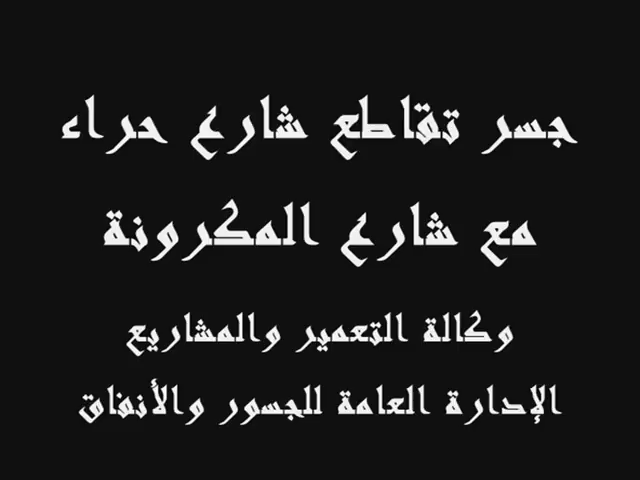 جسر تقاطع شارع حراء
مع شارع المكرونة
وكالة التعمير والمشاريع
الإدارة العامة للجسور والأنفاق